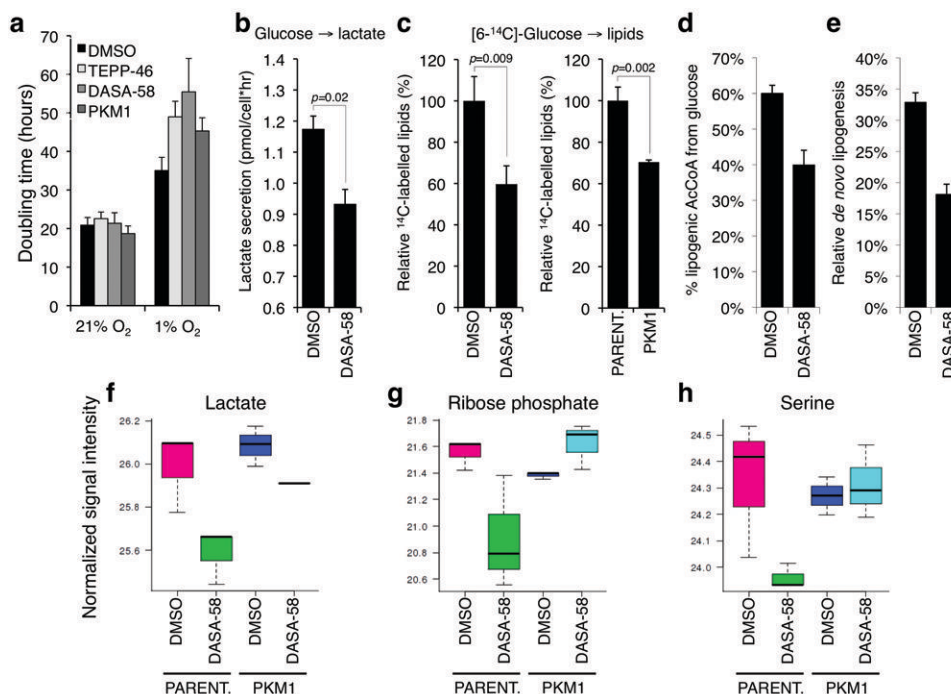 a
DMSO
TEPP-46
DASA-58
PKM1
Doubling time (hours)
70
60
50
40
30
20
10
0
21% O₂
1% O₂
b
Glucose → lactate
Lactate secretion (pmol/cell*hr)
1.4
1.3
1.2
1.1
1.0
0.9
0.8
0.7
0.6
p=0.02
DMSO
DASA-58
c
[6-¹⁴C]-Glucose → lipids
Relative ¹⁴C-labelled lipids (%)
120
100
80
60
40
20
0
p=0.009
DMSO
DASA-58
Relative ¹⁴C-labelled lipids (%)
120
100
80
60
40
20
0
p=0.002
PARENT.
PKM1
d
% lipogenic AcCoA from glucose
70%
60%
50%
40%
30%
20%
10%
0%
DMSO
DASA-58
e
Relative de novo lipogenesis
40%
35%
30%
25%
20%
15%
10%
5%
0%
DMSO
DASA-58
Normalized signal intensity
f
Lactate
26.2
26.0
25.8
25.6
DMSO
DASA-58
DMSO
DASA-58
PARENT.
PKM1
g
Ribose phosphate
21.8
21.6
21.4
21.2
21.0
20.8
20.6
DMSO
DASA-58
DMSO
DASA-58
PARENT.
PKM1
h
Serine
24.5
24.4
24.3
24.2
24.1
24.0
DMSO
DASA-58
DMSO
DASA-58
PARENT.
PKM1